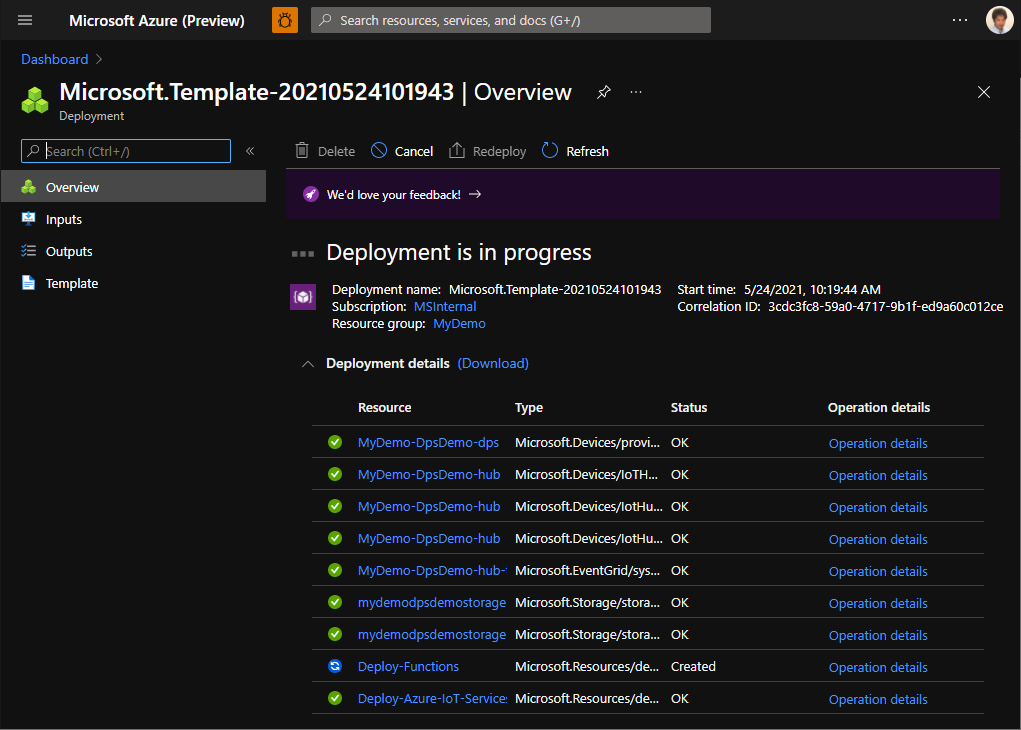 Microsoft Azure (Preview)
Search resources, services, and docs (G+/)
Dashboard
Microsoft.Template-20210524101943 | Overview
Deployment
Search (Ctrl+/)
Delete
Cancel
Redeploy
Refresh
Overview
Inputs
Outputs
Template
We'd love your feedback! →
Deployment is in progress
Deployment name: Microsoft.Template-20210524101943
Subscription: MSInternal
Resource group: MyDemo
Start time: 5/24/2021, 10:19:44 AM
Correlation ID: 3cdc3fc8-59a0-4717-9b1f-ed9a60c012ce
Deployment details (Download)
Resource Type Status Operation details
MyDemo-DpsDemo-dps Microsoft.Devices/provi... OK Operation details
MyDemo-DpsDemo-hub Microsoft.Devices/IoTH... OK Operation details
MyDemo-DpsDemo-hub Microsoft.Devices/IotHu... OK Operation details
MyDemo-DpsDemo-hub Microsoft.Devices/IotHu... OK Operation details
MyDemo-DpsDemo-hub- Microsoft.EventGrid/sys... OK Operation details
mydemodpsdemostorage Microsoft.Storage/stora... OK Operation details
mydemodpsdemostorage Microsoft.Storage/stora... OK Operation details
Deploy-Functions Microsoft.Resources/de... Created Operation details
Deploy-Azure-IoT-Services Microsoft.Resources/de... OK Operation details